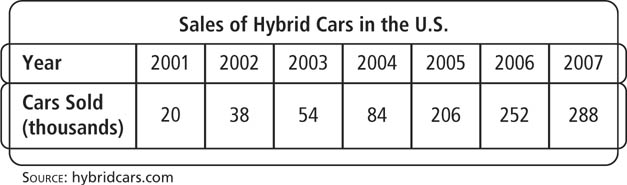 Sales of Hybrid Cars in the U.S.
Year 2001 2002 2003 2004 2005 2006 2007
Cars Sold
(thousands) 20 38 54 84 206 252 288
SOURCE: hybridcars.com